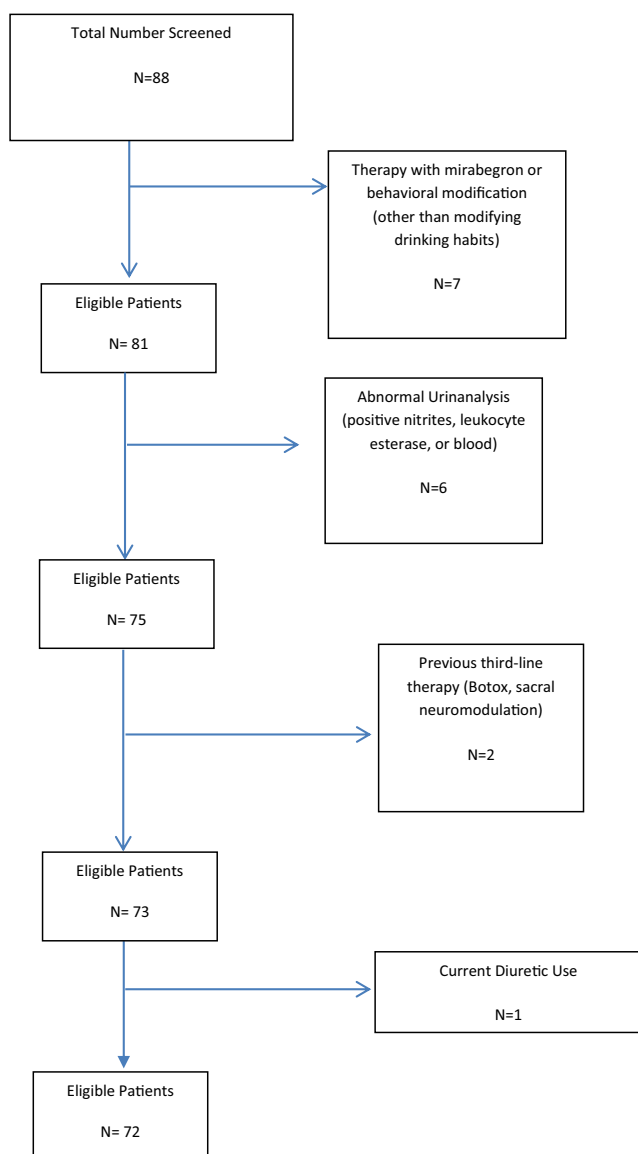 Total Number Screened
N=88
Therapy with mirabegron or
behavioral modification
(other than modifying
drinking habits)
N=7
Eligible Patients
N= 81
Abnormal Urinanalysis
(positive nitrites, leukocyte
esterase, or blood)
N=6
Eligible Patients
N= 75
Previous third-line
therapy (Botox, sacral
neuromodulation)
N=2
Eligible Patients
N= 73
Current Diuretic Use
N=1
Eligible Patients
N= 72